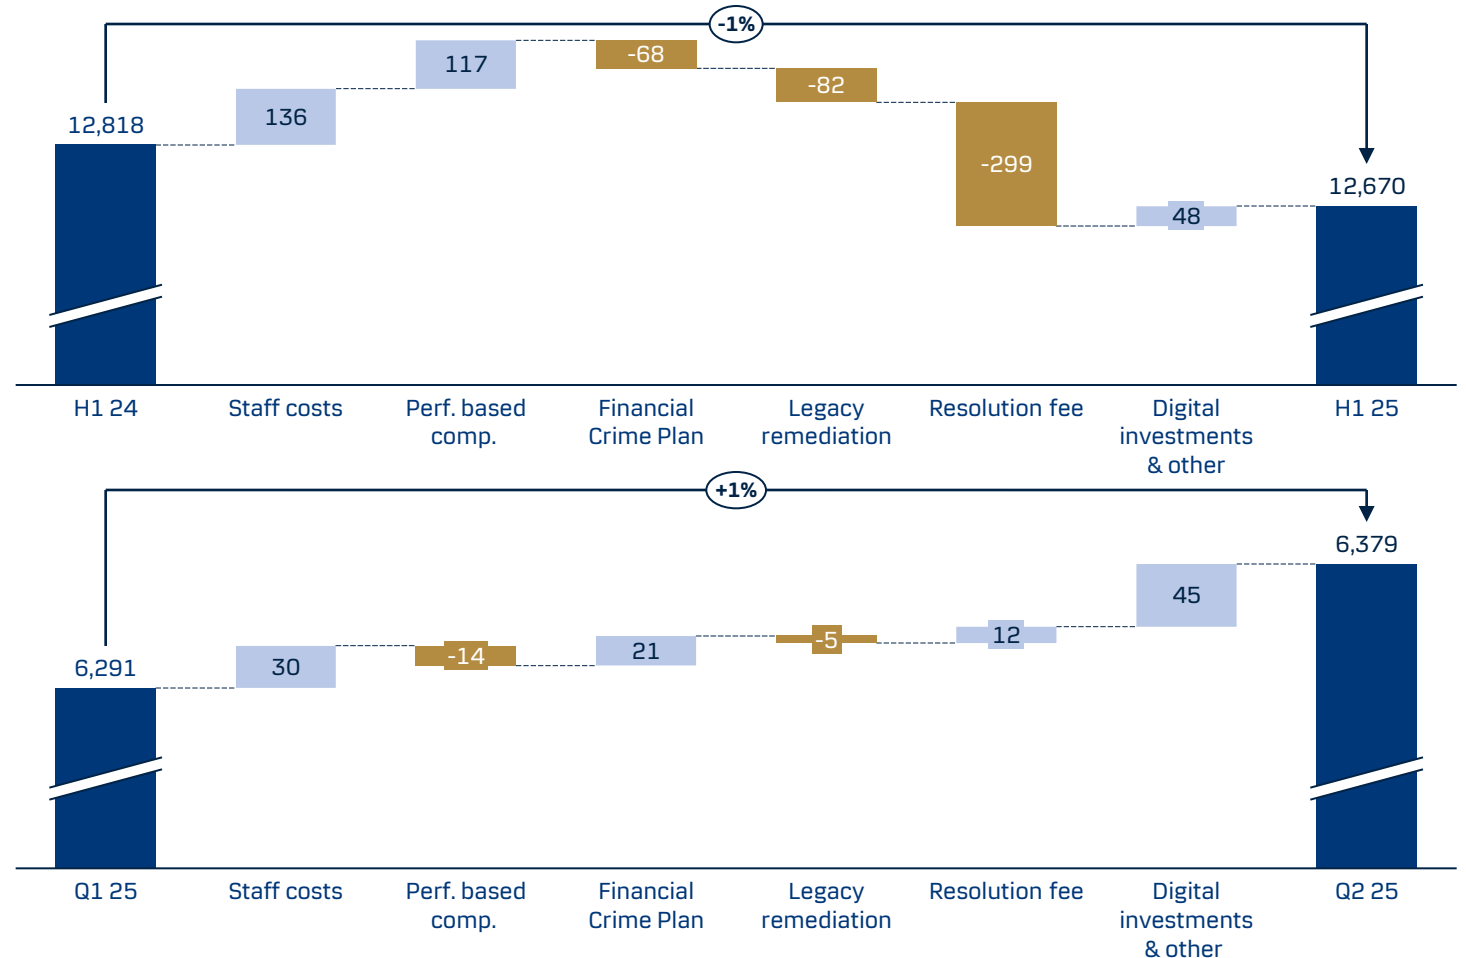 -1%
117
-68
-82
136
12,818
-299
12,670
48
H1 24
Staff costs
Perf. based
comp.
Financial
Crime Plan
Legacy
remediation
Resolution fee
Digital
investments
& other
H1 25
+1%
6,379
45
6,291
30
-14
21
-5
12
Q1 25
Staff costs
Perf. based
comp.
Financial
Crime Plan
Legacy
remediation
Resolution fee
Digital
investments
& other
Q2 25